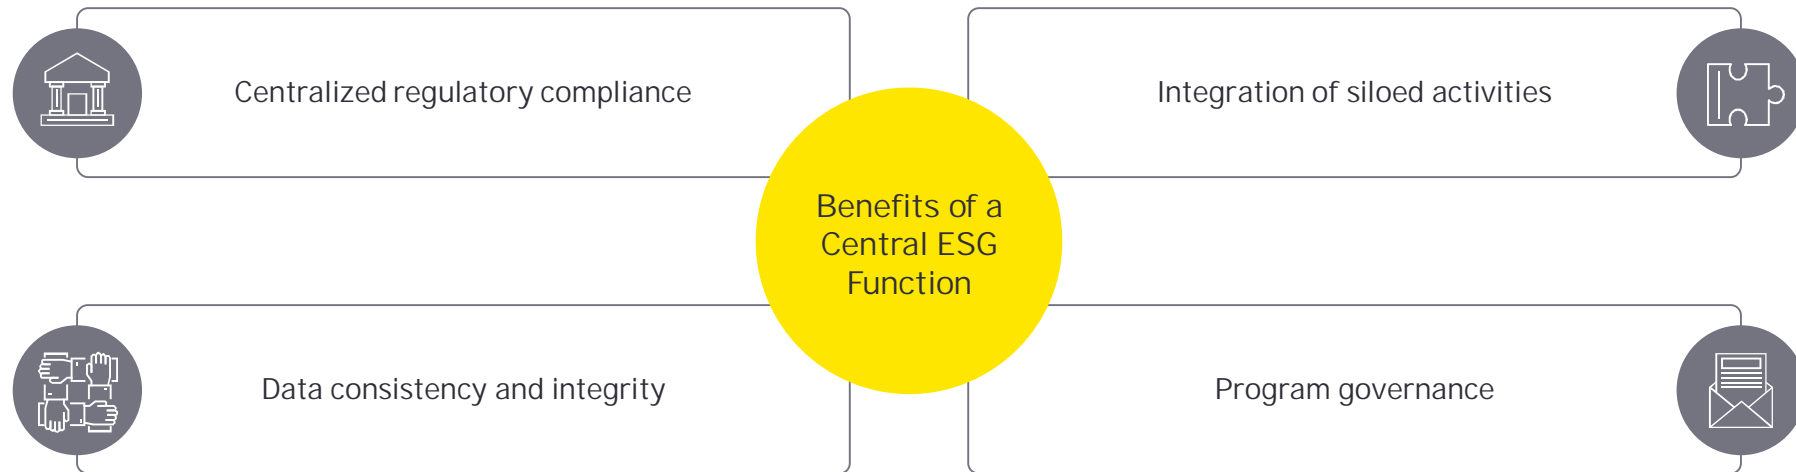 Centralized regulatory compliance
Integration of siloed activities
Benefits of a
Central ESG
Function
Data consistency and integrity
Program governance